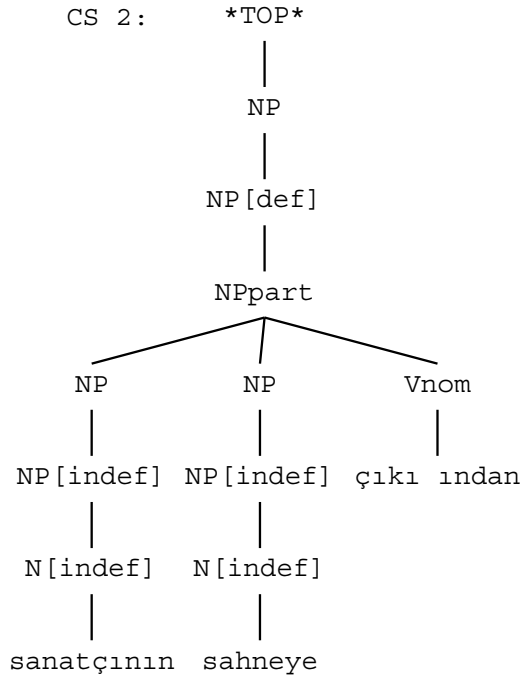 CS 2: *TOP*
NP
NP[def]
NPpart
NP NP Vnom
NP[indef] NP[indef] çıkı ından
N[indef] N[indef]
sanatçının sahneye